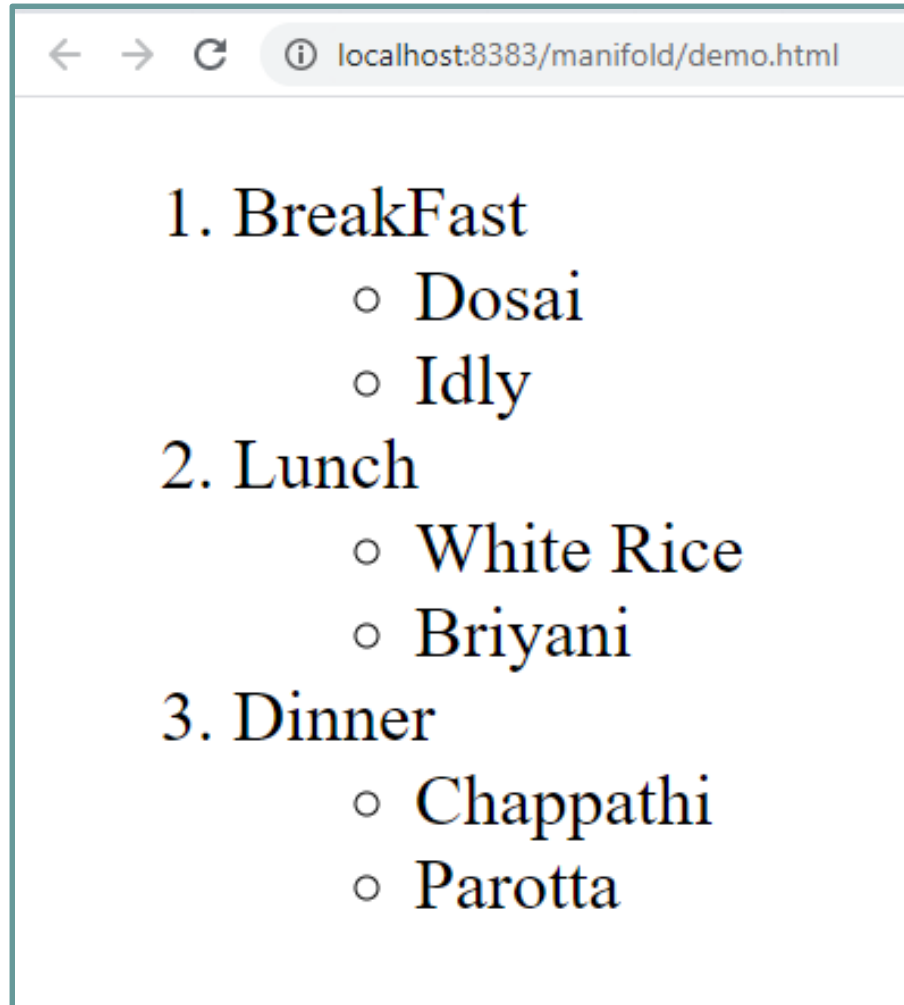 localhost:8383/manifold/demo.html
1. BreakFast
Dosai
Idly
2. Lunch
White Rice
Briyani
3. Dinner
Chappathi
Parotta